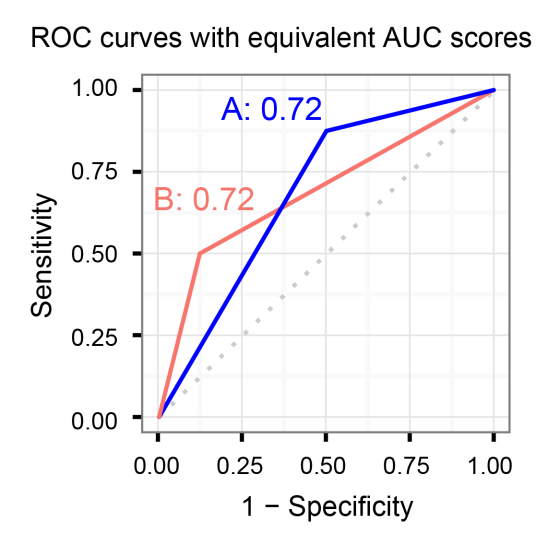 ROC curves with equivalent AUC scores
1.00
A: 0.72
0.75
B: 0.72
Sensitivity
0.50
0.25
0.00
0.00 0.25 0.50 0.75 1.00
1 − Specificity